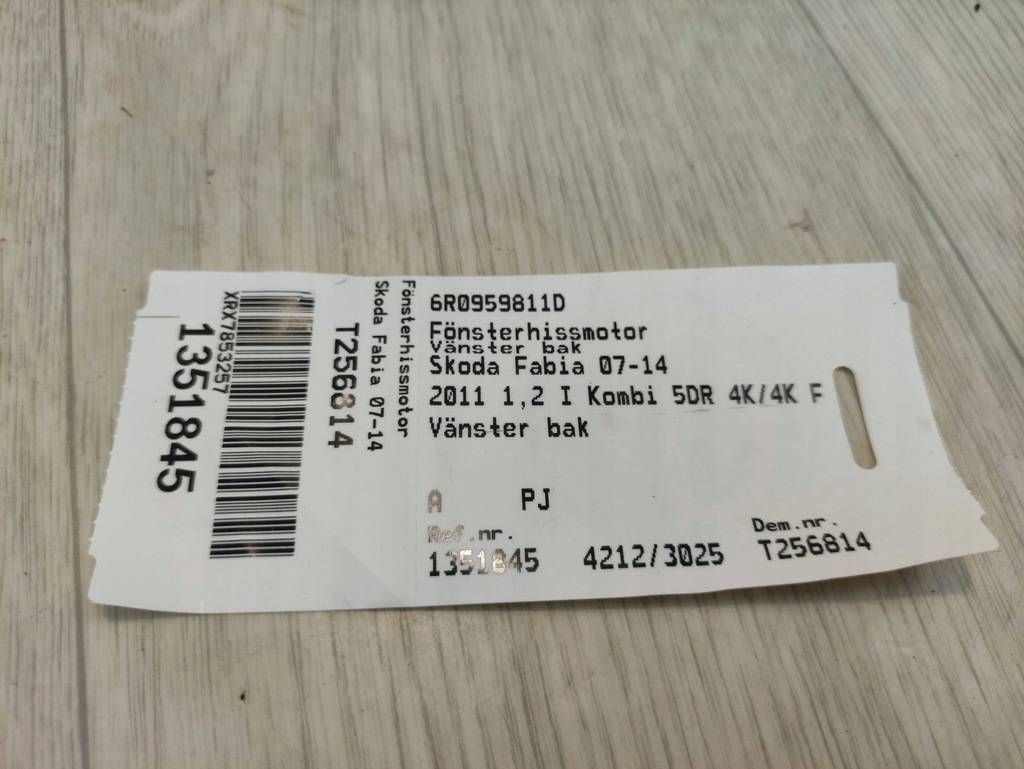 6R0959811D
Fönsterhissmotor
Vänster bak
Skoda Fabia 07-14
2011 1,2 I Kombi 5DR 4K/4K F
Vänster bak
A PJ
Ref.nr.
1351845 4212/3025
Dem.nr.
T256814
Fönsterhissmotor
Skoda Fabia 07-14
T256814
XRX7853257
1351845